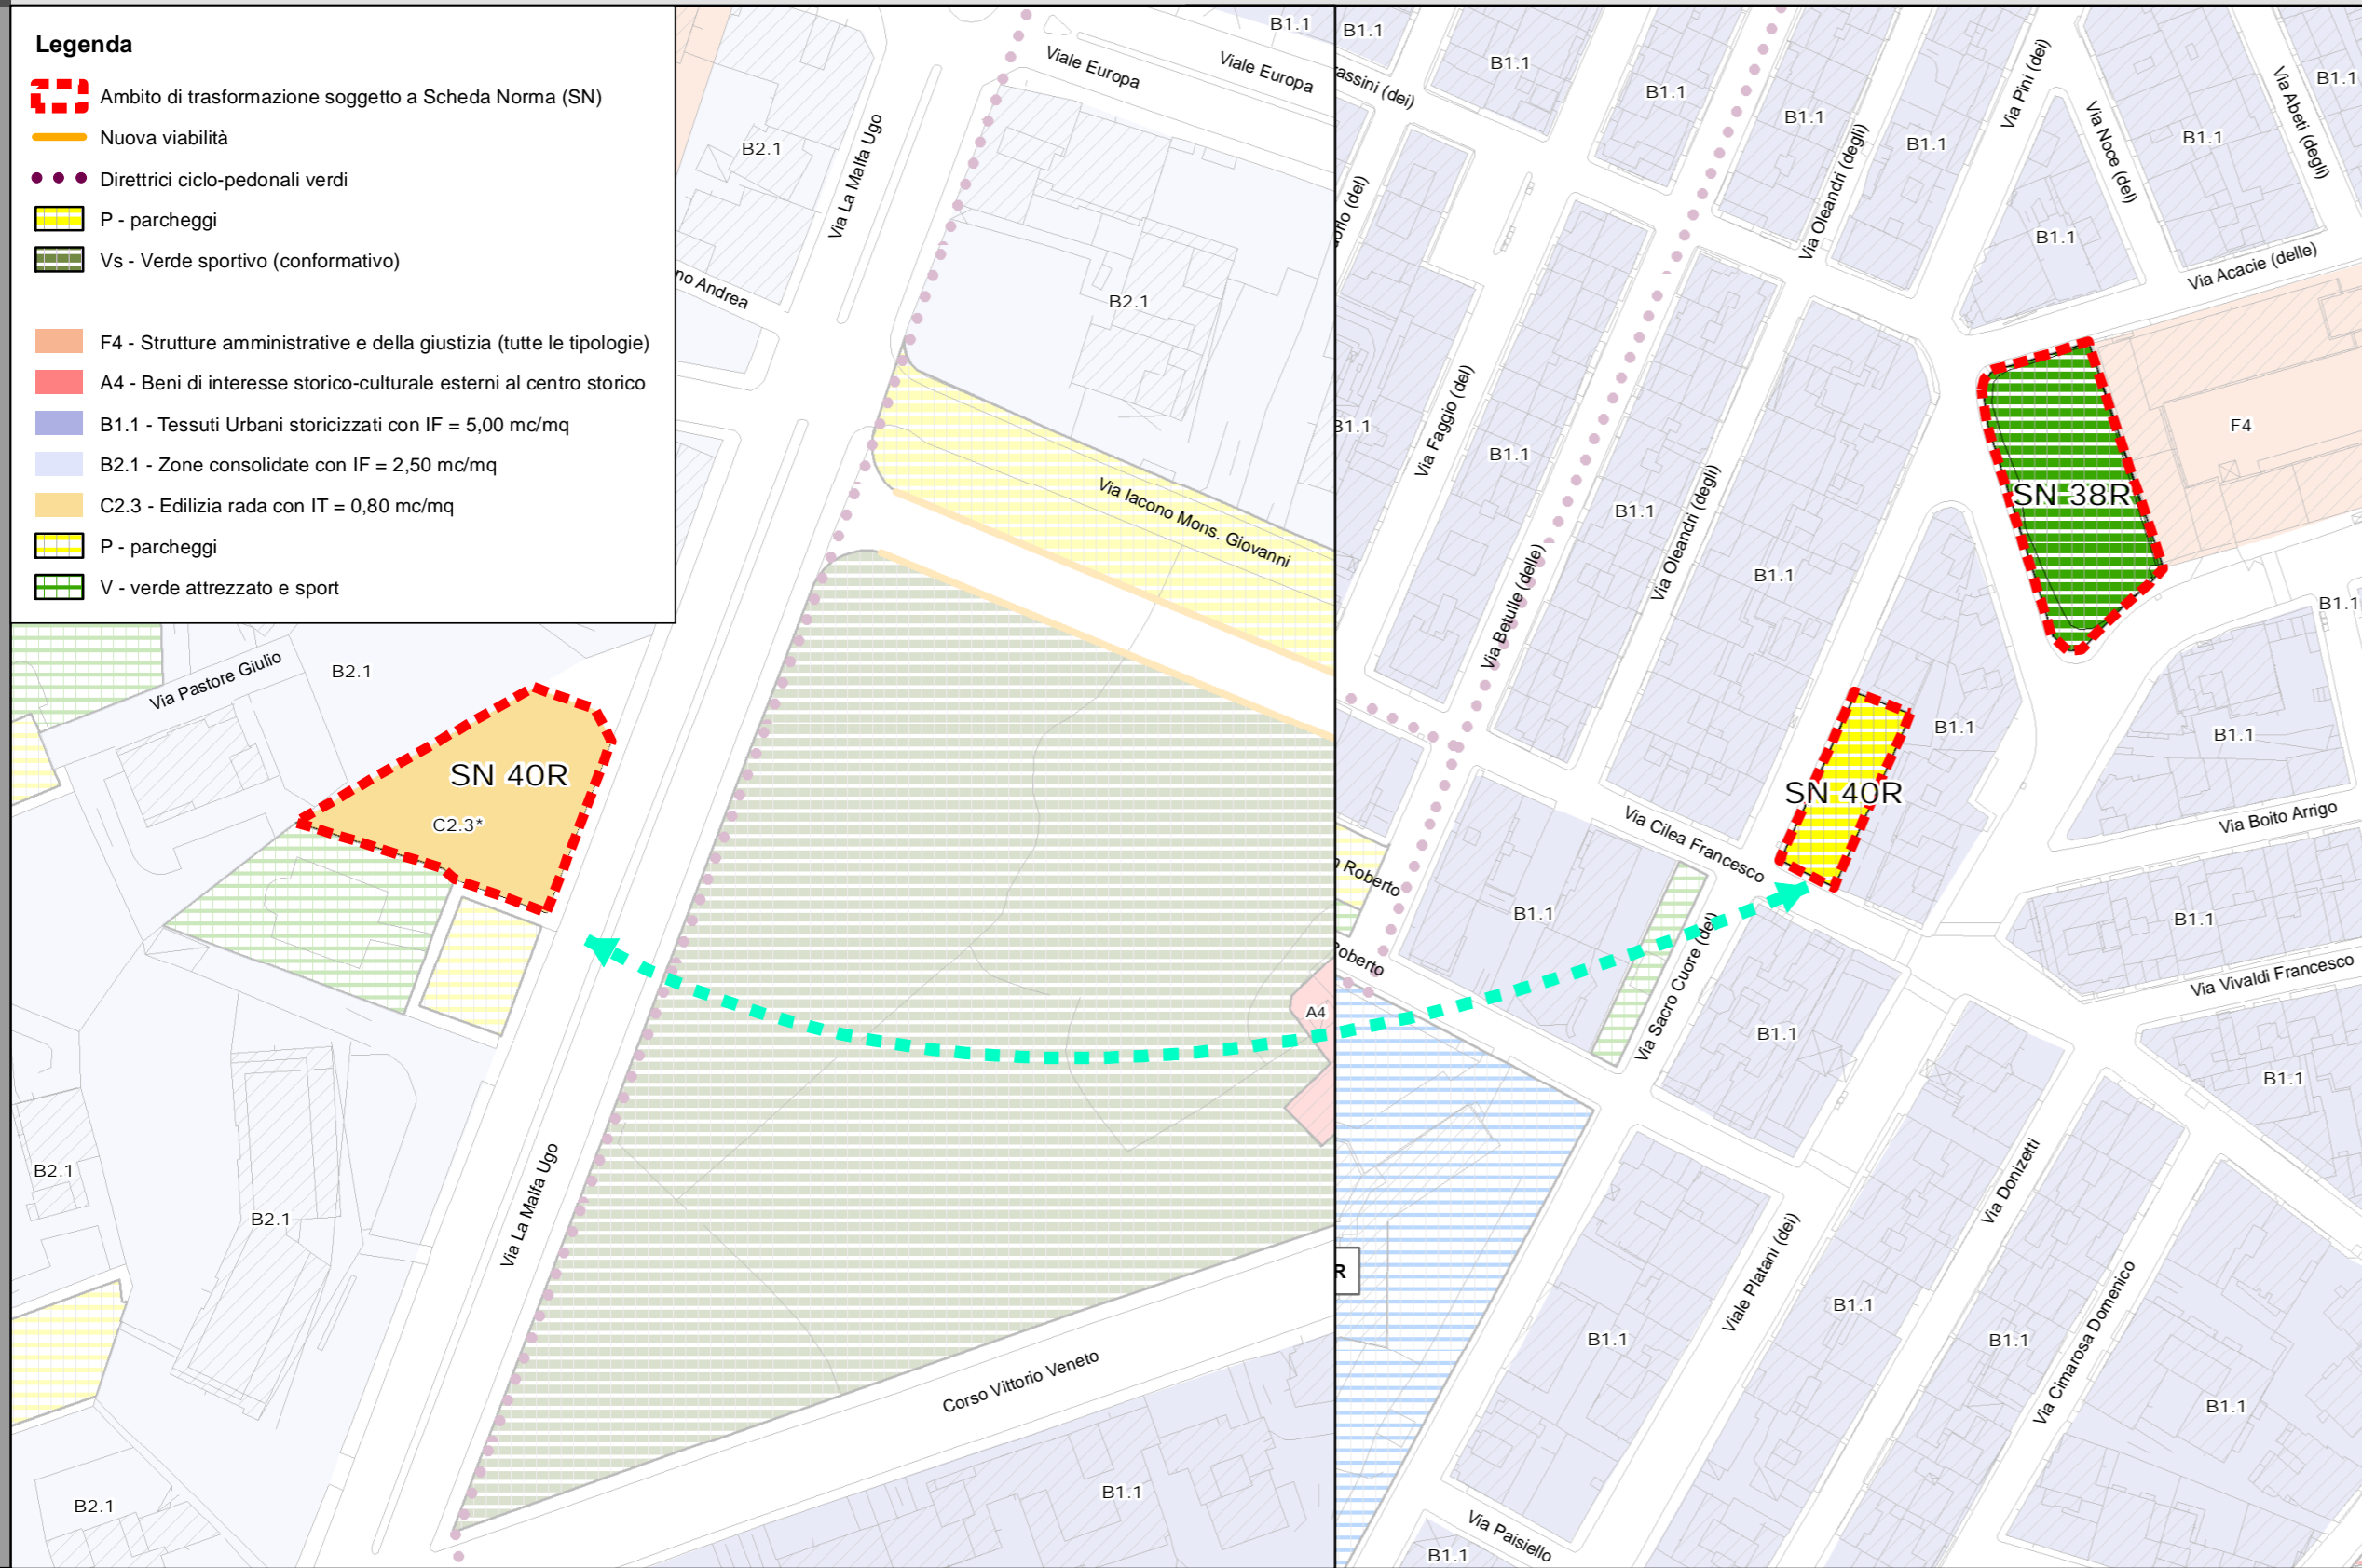 Legenda
Ambito di trasformazione soggetto a Scheda Norma (SN)
Nuova viabilità
Direttrici ciclo-pedonali verdi
P - parcheggi
Vs - Verde sportivo (conformativo)
F4 - Strutture amministrative e della giustizia (tutte le tipologie)
A4 - Beni di interesse storico-culturale esterni al centro storico
B1.1 - Tessuti Urbani storicizzati con IF = 5,00 mc/mq
B2.1 - Zone consolidate con IF = 2,50 mc/mq
C2.3 - Edilizia rada con IT = 0,80 mc/mq
P - parcheggi
V - verde attrezzato e sport
B1.1
Viale Europa
Viale Europa
B2.1
Via La Malfa Ugo
no Andrea
B2.1
Via Iacono Mons. Giovanni
Via Pastore Giulio
B2.1
SN 40R
C2.3*
A4
Via La Malfa Ugo
B2.1
B2.1
Corso Vittorio Veneto
B2.1
B1.1
B1.1
B1.1
assini (dei)
B1.1
B1.1
Via Oleandri (degli)
B1.1
Via Pini (dei)
Via Noce (del)
B1.1
Via Abeti (degli)
B1.1
B1.1
Via Acacie (delle)
B1.1
Via Faggio (del)
B1.1
F4
SN 38R
B1.1
Via Oleandri (degli)
Via Betulle (delle)
B1.1
B1.1
B1.1
B1.1
SN 40R
Via Cilea Francesco
Via Boito Arrigo
Roberto
B1.1
B1.1
Roberto
Via Vivaldi Francesco
Via Sacro Cuore (del)
B1.1
B1.1
Via Donizetti
R
Viale Platani (dei)
B1.1
B1.1
B1.1
Via Cimarosa Domenico
B1.1
Via Paisiello
B1.1